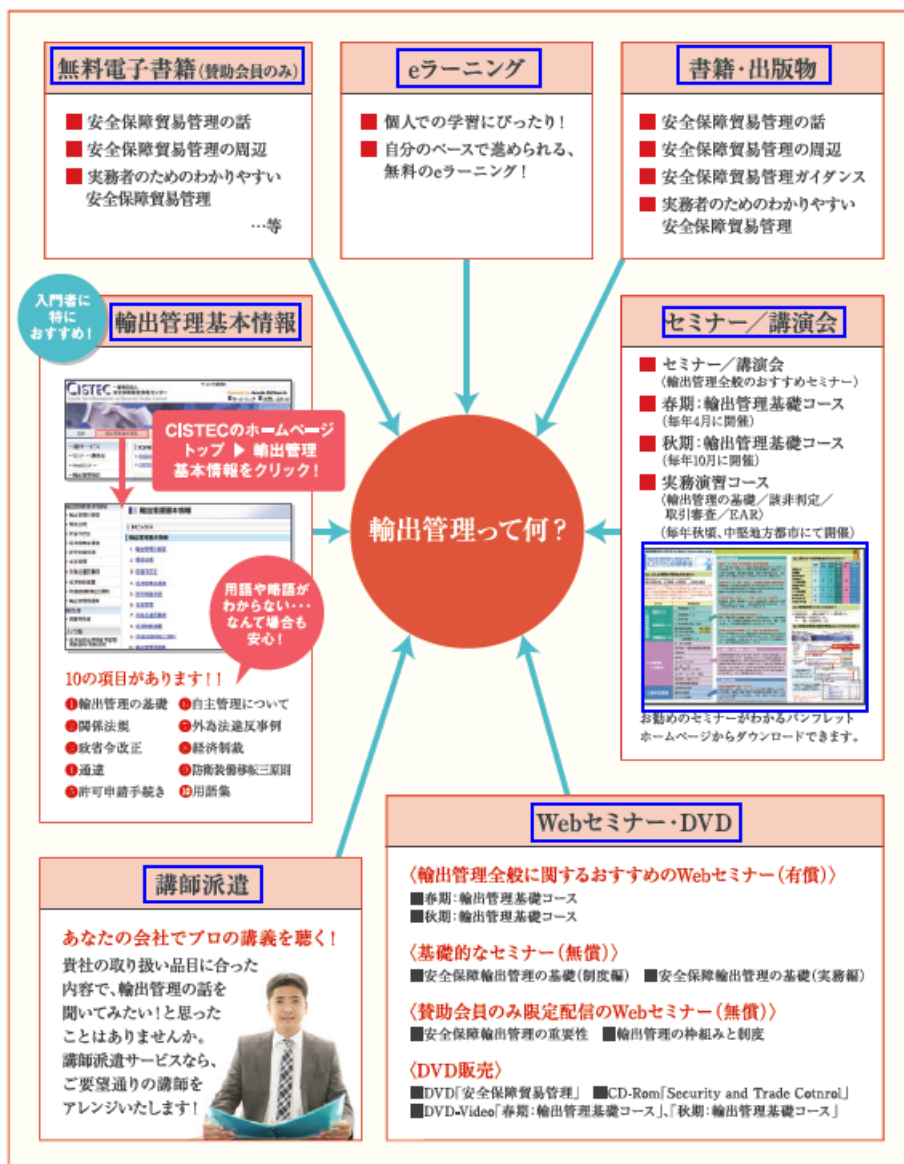 無料電子書籍(賛助会員のみ)
■ 安全保障貿易管理の話
■ 安全保障貿易管理の周辺
■ 実務者のためのわかりやすい
安全保障貿易管理
…等
eラーニング
■ 個人での学習にぴったり!
■ 自分のペースで進められる、
無料のeラーニング!
書籍・出版物
■ 安全保障貿易管理の話
■ 安全保障貿易管理の周辺
■ 安全保障貿易管理ガイダンス
■ 実務者のためのわかりやすい
安全保障貿易管理
入門者に
特に
おすすめ!
輸出管理基本情報
CISTEC
CISTECのホームページ
トップ ▶ 輸出管理
基本情報をクリック!
輸出管理基本情報
用語や略語が
わからない・・・
なんて場合も
安心!
10の項目があります!!
❶輸出管理の基礎
❷関係法規
❸政省令改正
❹通達
❺許可申請手続き
❻自主管理について
❼外為法違反事例
❽経済制裁
❾防衛装備移転三原則
❿用語集
輸出管理って何?
セミナー/講演会
■ セミナー/講演会
(輸出管理全般のおすすめセミナー)
■ 春期:輸出管理基礎コース
(毎年4月に開催)
■ 秋期:輸出管理基礎コース
(毎年10月に開催)
■ 実務演習コース
(輸出管理の基礎/該非判定/
取引審査/EAR)
(毎年秋頃、中堅地方都市にて開催)
お勧めのセミナーがわかるパンフレット
ホームページからダウンロードできます。
講師派遣
あなたの会社でプロの講義を聴く!
貴社の取り扱い品目に合った
内容で、輸出管理の話を
聞いてみたい!と思った
ことはありませんか。
講師派遣サービスなら、
ご要望通りの講師を
アレンジいたします!
Webセミナー・DVD
〈輸出管理全般に関するおすすめのWebセミナー(有償)〉
■春期:輸出管理基礎コース
■秋期:輸出管理基礎コース
〈基礎的なセミナー(無償)〉
■安全保障輸出管理の基礎(制度編) ■安全保障輸出管理の基礎(実務編)
〈賛助会員のみ限定配信のWebセミナー(無償)〉
■安全保障輸出管理の重要性 ■輸出管理の枠組みと制度
〈DVD販売〉
■DVD「安全保障貿易管理」 ■CD-Rom「Security and Trade Cotnrol」
■DVD-Video「春期:輸出管理基礎コース」、「秋期:輸出管理基礎コース」